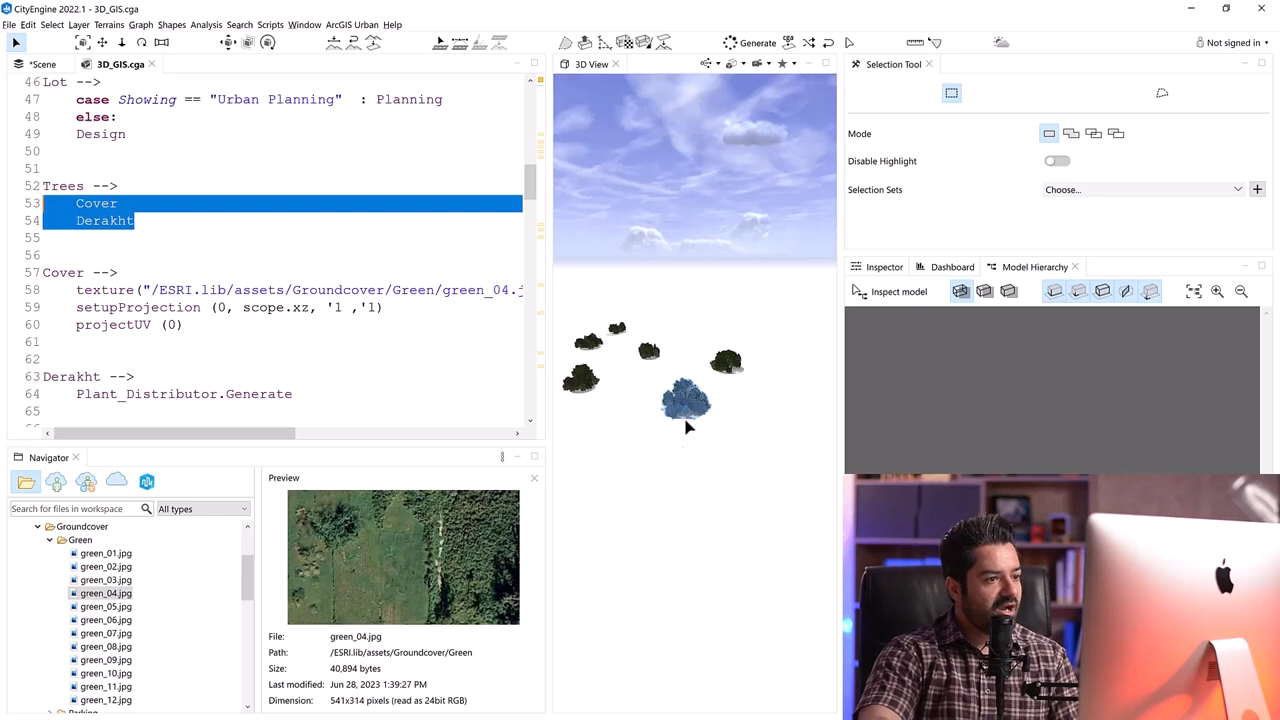 CityEngine 2022.1 - 3D_GIS.cga
File Edit Select Layer Terrains Graph Shapes Analysis Search Scripts Window ArcGIS Urban Help
Generate
Not signed in
*Scene
3D_GIS.cga
46 Lot -->
47 case Showing == "Urban Planning" : Planning
48 else:
49 Design
50
51
52 Trees -->
53 Cover
54 Derakht
55
56
57 Cover -->
58 texture("/ESRI.lib/assets/Groundcover/Green/green_04.
59 setupProjection (0, scope.xz, '1 ,'1)
60 projectUV (0)
61
62
63 Derakht -->
64 Plant_Distributor.Generate
65
3D View
Selection Tool
Mode
Disable Highlight
Selection Sets
Choose...
Inspector
Dashboard
Model Hierarchy
Inspect model
Navigator
Search for files in workspace
All types
Groundcover
Green
green_01.jpg
green_02.jpg
green_03.jpg
green_04.jpg
green_05.jpg
green_06.jpg
green_07.jpg
green_08.jpg
green_09.jpg
green_10.jpg
green_11.jpg
green_12.jpg
Preview
File: green_04.jpg
Path: /ESRI.lib/assets/Groundcover/Green
Size: 40,894 bytes
Last modified: Jun 28, 2023 1:39:27 PM
Dimension: 541x314 pixels (read as 24bit RGB)